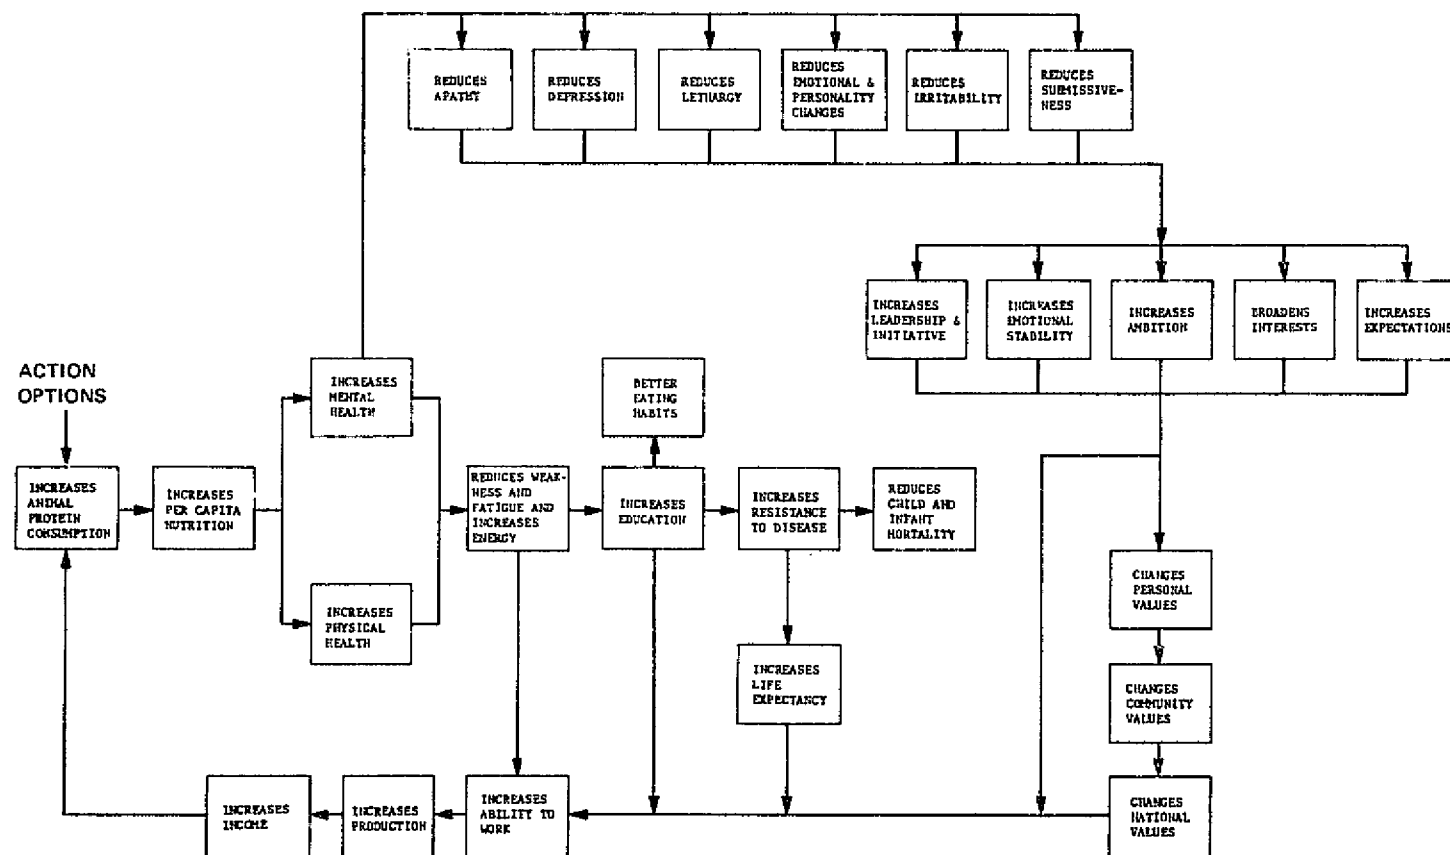 REDUCES
APATHY
REDUCES
DEPRESSION
REDUCES
LETHARGY
REDUCES
EMOTIONAL &
PERSONALITY
CHANGES
REDUCES
IRRITABILITY
REDUCES
SUBMISSIVE-
NESS
INCREASES
LEADERSHIP &
INITIATIVE
INCREASES
EMOTIONAL
STABILITY
INCREASES
AMBITION
BROADENS
INTERESTS
INCREASES
EXPECTATIONS
ACTION
OPTIONS
INCREASES
MENTAL
HEALTH
BETTER
EATING
HABITS
INCREASES
ANIMAL
PROTEIN
CONSUMPTION
INCREASES
PER CAPITA
NUTRITION
REDUCES WEAK-
NESS AND
FATIGUE AND
INCREASES
ENERGY
INCREASES
EDUCATION
INCREASES
RESISTANCE
TO DISEASE
REDUCES
CHILD AND
INFANT
MORTALITY
INCREASES
PHYSICAL
HEALTH
CHANGES
PERSONAL
VALUES
INCREASES
LIFE
EXPECTANCY
CHANGES
COMMUNITY
VALUES
INCREASES
INCOME
INCREASES
PRODUCTION
INCREASES
ABILITY TO
WORK
CHANGES
NATIONAL
VALUES